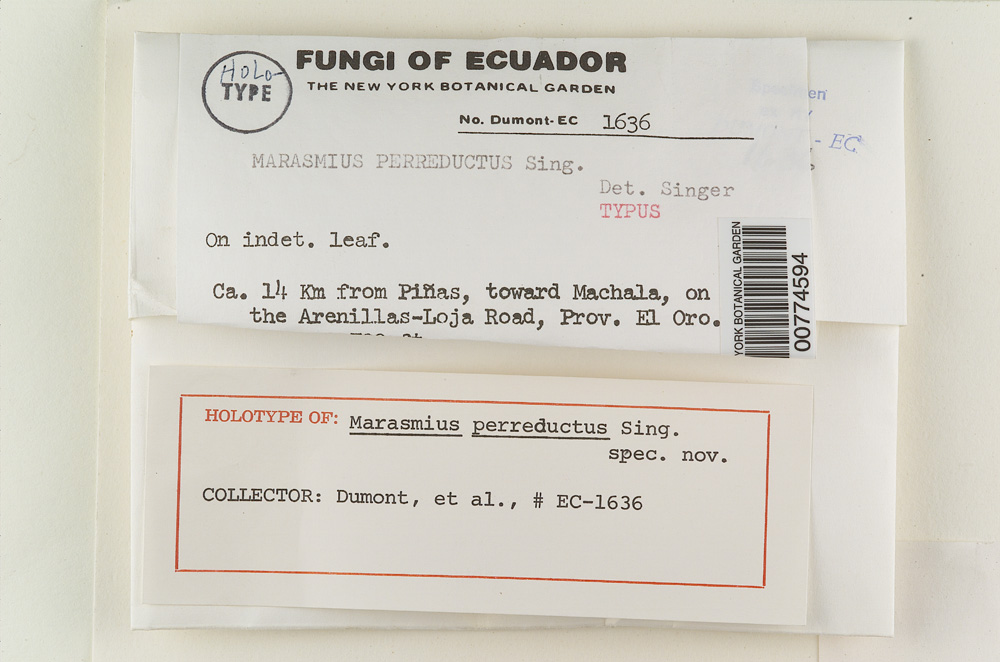 HOLO-
TYPE
FUNGI OF ECUADOR
THE NEW YORK BOTANICAL GARDEN
No. Dumont-EC 1636
- EC
MARASMIUS PERREDUCTUS Sing.
Det. Singer
TYPUS
On indet. leaf.
Ca. 14 Km from Piñas, toward Machala, on
the Arenillas-Loja Road, Prov. El Oro.
YORK BOTANICAL GARDEN
00774594
HOLOTYPE OF: Marasmius perreductus Sing.
spec. nov.
COLLECTOR: Dumont, et al., # EC-1636